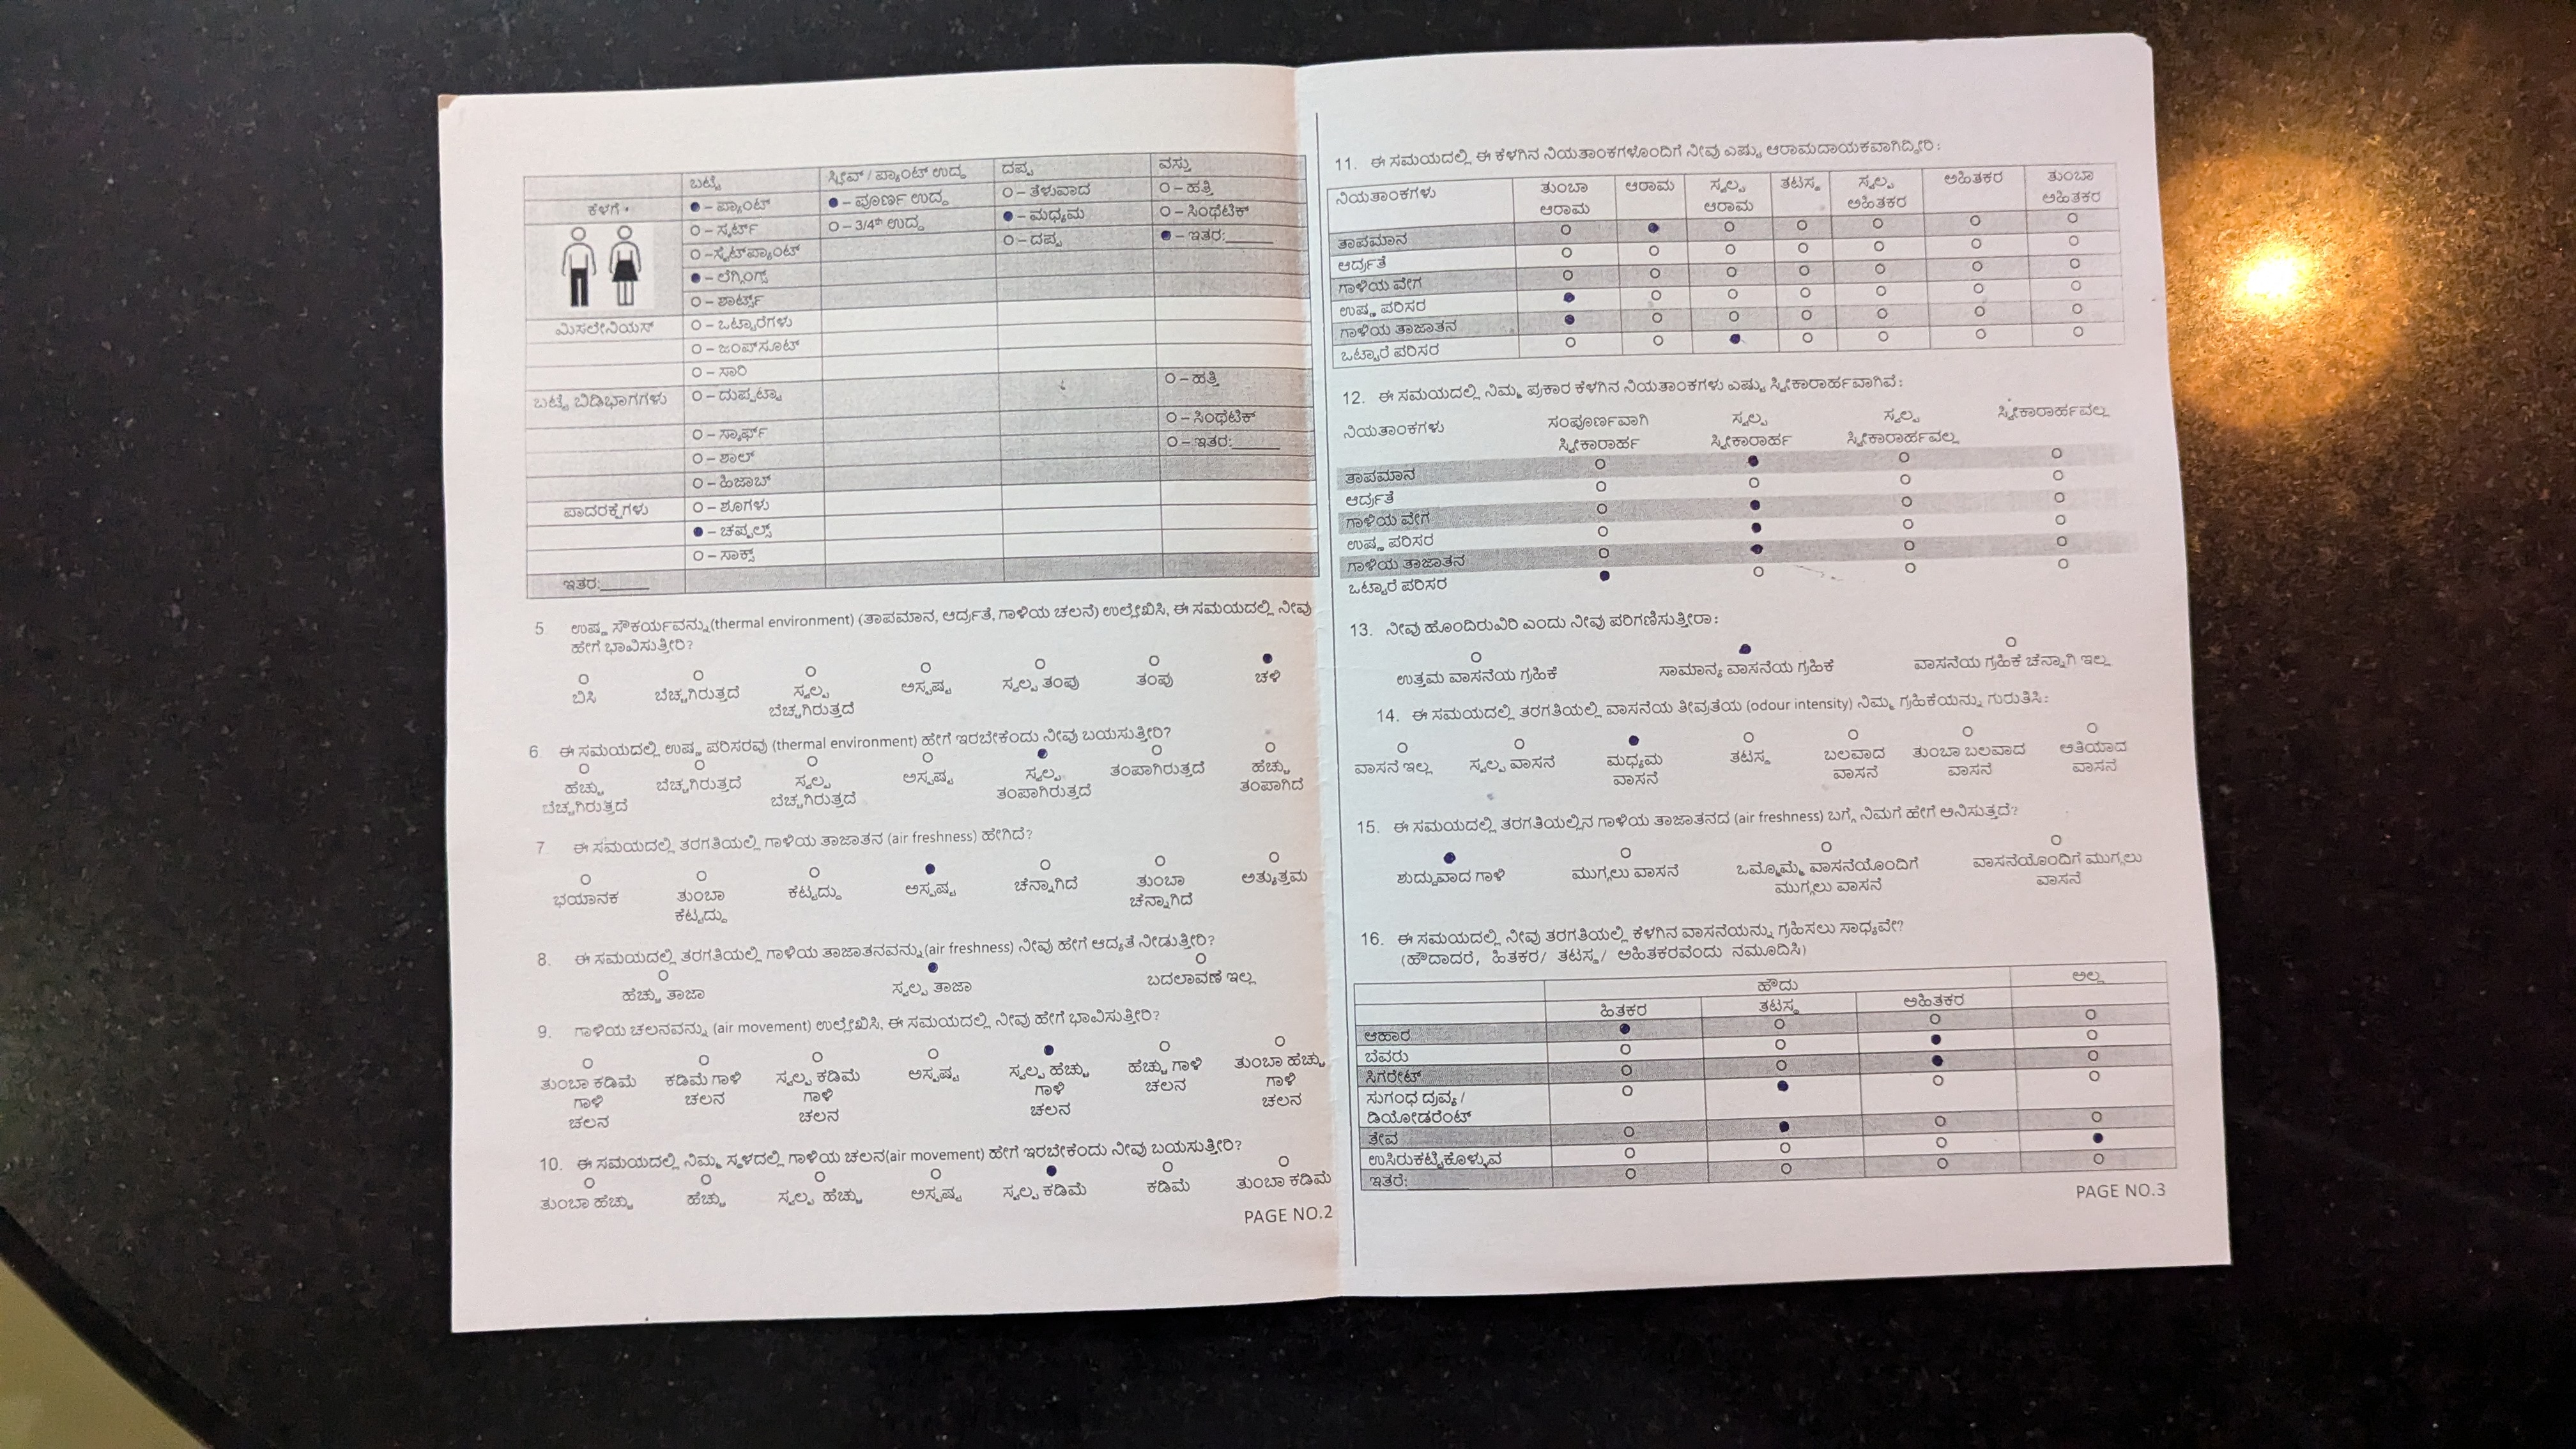 ಬಟ್ಟೆ ಸ್ಲೀವ್ / ಪ್ಯಾಂಟ್ ಉದ್ದ ದಪ್ಪ ವಸ್ತು
ಕೆಳಗೆ • ● – ಪ್ಯಾಂಟ್ ● – ಪೂರ್ಣ ಉದ್ದ O – ತೆಳುವಾದ O – ಹತ್ತಿ
O – ಸ್ಕರ್ಟ್ O – 3/4th ಉದ್ದ ● – ಮಧ್ಯಮ O – ಸಿಂಥೆಟಿಕ್
O – ಸ್ವೆಟ್‌ಪ್ಯಾಂಟ್ O – ದಪ್ಪ ● – ಇತರ:______
● – ಲೆಗ್ಗಿಂಗ್ಸ್
O – ಶಾರ್ಟ್ಸ್
ಮಿಸಲೇನಿಯಸ್ O – ಒಟ್ಟಾರೆಗಳು
O – ಜಂಪ್‌ಸೂಟ್
O – ಸಾರಿ
ಬಟ್ಟೆ ಬಿಡಿಭಾಗಗಳು O – ದುಪ್ಪಟ್ಟಾ O – ಹತ್ತಿ
O – ಸ್ಕಾರ್ಫ್ O – ಸಿಂಥೆಟಿಕ್
O – ಶಾಲ್ O – ಇತರ:______
O – ಹಿಜಾಬ್
ಪಾದರಕ್ಷೆಗಳು O – ಶೂಗಳು
● – ಚಪ್ಪಲ್ಸ್
O – ಸಾಕ್ಸ್
ಇತರ:______
5. ಉಷ್ಣ ಸೌಕರ್ಯವನ್ನು (thermal environment) (ತಾಪಮಾನ, ಆರ್ದ್ರತೆ, ಗಾಳಿಯ ಚಲನೆ) ಉಲ್ಲೇಖಿಸಿ, ಈ ಸಮಯದಲ್ಲಿ ನೀವು
ಹೇಗೆ ಭಾವಿಸುತ್ತೀರಿ?
ಬಿಸಿ ಬೆಚ್ಚಗಿರುತ್ತದೆ ಸ್ವಲ್ಪ ಅಸ್ಪಷ್ಟ ಸ್ವಲ್ಪ ತಂಪು ತಂಪು ಚಳಿ
ಬೆಚ್ಚಗಿರುತ್ತದೆ
6. ಈ ಸಮಯದಲ್ಲಿ ಉಷ್ಣ ಪರಿಸರವು (thermal environment) ಹೇಗೆ ಇರಬೇಕೆಂದು ನೀವು ಬಯಸುತ್ತೀರಿ?
ಹೆಚ್ಚು ಬೆಚ್ಚಗಿರುತ್ತದೆ ಸ್ವಲ್ಪ ಅಸ್ಪಷ್ಟ ಸ್ವಲ್ಪ ತಂಪಾಗಿರುತ್ತದೆ ಹೆಚ್ಚು
ಬೆಚ್ಚಗಿರುತ್ತದೆ ಬೆಚ್ಚಗಿರುತ್ತದೆ ತಂಪಾಗಿರುತ್ತದೆ ತಂಪಾಗಿದೆ
7. ಈ ಸಮಯದಲ್ಲಿ ತರಗತಿಯಲ್ಲಿ ಗಾಳಿಯ ತಾಜಾತನ (air freshness) ಹೇಗಿದೆ?
ಭಯಾನಕ ತುಂಬಾ ಕೆಟ್ಟದ್ದು ಅಸ್ಪಷ್ಟ ಚೆನ್ನಾಗಿದೆ ತುಂಬಾ ಅತ್ಯುತ್ತಮ
ಕೆಟ್ಟದ್ದು ಚೆನ್ನಾಗಿದೆ
8. ಈ ಸಮಯದಲ್ಲಿ ತರಗತಿಯಲ್ಲಿ ಗಾಳಿಯ ತಾಜಾತನವನ್ನು (air freshness) ನೀವು ಹೇಗೆ ಆದ್ಯತೆ ನೀಡುತ್ತೀರಿ?
ಹೆಚ್ಚು ತಾಜಾ ಸ್ವಲ್ಪ ತಾಜಾ ಬದಲಾವಣೆ ಇಲ್ಲ
9. ಗಾಳಿಯ ಚಲನವನ್ನು (air movement) ಉಲ್ಲೇಖಿಸಿ, ಈ ಸಮಯದಲ್ಲಿ ನೀವು ಹೇಗೆ ಭಾವಿಸುತ್ತೀರಿ?
ತುಂಬಾ ಕಡಿಮೆ ಕಡಿಮೆ ಗಾಳಿ ಸ್ವಲ್ಪ ಕಡಿಮೆ ಅಸ್ಪಷ್ಟ ಸ್ವಲ್ಪ ಹೆಚ್ಚು ಹೆಚ್ಚು ಗಾಳಿ ತುಂಬಾ ಹೆಚ್ಚು
ಗಾಳಿ ಚಲನ ಗಾಳಿ ಗಾಳಿ ಚಲನ ಗಾಳಿ
ಚಲನ ಚಲನ ಚಲನ ಚಲನ
10. ಈ ಸಮಯದಲ್ಲಿ ನಿಮ್ಮ ಸ್ಥಳದಲ್ಲಿ ಗಾಳಿಯ ಚಲನ(air movement) ಹೇಗೆ ಇರಬೇಕೆಂದು ನೀವು ಬಯಸುತ್ತೀರಿ?
ತುಂಬಾ ಹೆಚ್ಚು ಹೆಚ್ಚು ಸ್ವಲ್ಪ ಹೆಚ್ಚು ಅಸ್ಪಷ್ಟ ಸ್ವಲ್ಪ ಕಡಿಮೆ ಕಡಿಮೆ ತುಂಬಾ ಕಡಿಮೆ
PAGE NO.2
11. ಈ ಸಮಯದಲ್ಲಿ ಈ ಕೆಳಗಿನ ನಿಯತಾಂಕಗಳೊಂದಿಗೆ ನೀವು ಎಷ್ಟು ಆರಾಮದಾಯಕವಾಗಿದ್ದೀರಿ:
ನಿಯತಾಂಕಗಳು ತುಂಬಾ ಆರಾಮ ಸ್ವಲ್ಪ ತಟಸ್ಥ ಸ್ವಲ್ಪ ಅಹಿತಕರ ತುಂಬಾ
ಆರಾಮ ಆರಾಮ ಅಹಿತಕರ ಅಹಿತಕರ
ತಾಪಮಾನ
ಆರ್ದ್ರತೆ
ಗಾಳಿಯ ವೇಗ
ಉಷ್ಣ ಪರಿಸರ
ಗಾಳಿಯ ತಾಜಾತನ
ಒಟ್ಟಾರೆ ಪರಿಸರ
12. ಈ ಸಮಯದಲ್ಲಿ ನಿಮ್ಮ ಪ್ರಕಾರ ಕೆಳಗಿನ ನಿಯತಾಂಕಗಳು ಎಷ್ಟು ಸ್ವೀಕಾರಾರ್ಹವಾಗಿವೆ:
ನಿಯತಾಂಕಗಳು ಸಂಪೂರ್ಣವಾಗಿ ಸ್ವಲ್ಪ ಸ್ವಲ್ಪ ಸ್ವೀಕಾರಾರ್ಹವಲ್ಲ
ಸ್ವೀಕಾರಾರ್ಹ ಸ್ವೀಕಾರಾರ್ಹ ಸ್ವೀಕಾರಾರ್ಹವಲ್ಲ
ತಾಪಮಾನ
ಆರ್ದ್ರತೆ
ಗಾಳಿಯ ವೇಗ
ಉಷ್ಣ ಪರಿಸರ
ಗಾಳಿಯ ತಾಜಾತನ
ಒಟ್ಟಾರೆ ಪರಿಸರ
13. ನೀವು ಹೊಂದಿರುವಿರಿ ಎಂದು ನೀವು ಪರಿಗಣಿಸುತ್ತೀರಾ:
ಉತ್ತಮ ವಾಸನೆಯ ಗ್ರಹಿಕೆ ಸಾಮಾನ್ಯ ವಾಸನೆಯ ಗ್ರಹಿಕೆ ವಾಸನೆಯ ಗ್ರಹಿಕೆ ಚೆನ್ನಾಗಿ ಇಲ್ಲ
14. ಈ ಸಮಯದಲ್ಲಿ ತರಗತಿಯಲ್ಲಿ ವಾಸನೆಯ ತೀವ್ರತೆಯ (odour intensity) ನಿಮ್ಮ ಗ್ರಹಿಕೆಯನ್ನು ಗುರುತಿಸಿ:
ವಾಸನೆ ಇಲ್ಲ ಸ್ವಲ್ಪ ವಾಸನೆ ಮಧ್ಯಮ ತಟಸ್ಥ ಬಲವಾದ ತುಂಬಾ ಬಲವಾದ ಅತಿಯಾದ
ವಾಸನೆ ವಾಸನೆ ವಾಸನೆ ವಾಸನೆ
15. ಈ ಸಮಯದಲ್ಲಿ ತರಗತಿಯಲ್ಲಿನ ಗಾಳಿಯ ತಾಜಾತನದ (air freshness) ಬಗ್ಗೆ ನಿಮಗೆ ಹೇಗೆ ಅನಿಸುತ್ತದೆ?
ಶುದ್ಧವಾದ ಗಾಳಿ ಮುಗ್ಗಲು ವಾಸನೆ ಒಮ್ಮೊಮ್ಮೆ ವಾಸನೆಯೊಂದಿಗೆ ವಾಸನೆಯೊಂದಿಗೆ ಮುಗ್ಗಲು
ಮುಗ್ಗಲು ವಾಸನೆ ವಾಸನೆ
16. ಈ ಸಮಯದಲ್ಲಿ ನೀವು ತರಗತಿಯಲ್ಲಿ ಕೆಳಗಿನ ವಾಸನೆಯನ್ನು ಗ್ರಹಿಸಲು ಸಾಧ್ಯವೇ?
(ಹೌದಾದರೆ, ಹಿತಕರ/ ತಟಸ್ಥ/ ಅಹಿತಕರವೆಂದು ನಮೂದಿಸಿ)
ಹೌದು ಅಲ್ಲ
ಹಿತಕರ ತಟಸ್ಥ ಅಹಿತಕರ
ಆಹಾರ
ಬೆವರು
ಸಿಗರೇಟ್
ಸುಗಂಧ ದ್ರವ್ಯ /
ಡಿಯೋಡರೆಂಟ್
ತೇವ
ಉಸಿರುಕಟ್ಟಿಕೊಳ್ಳುವ
ಇತರೆ:
PAGE NO.3